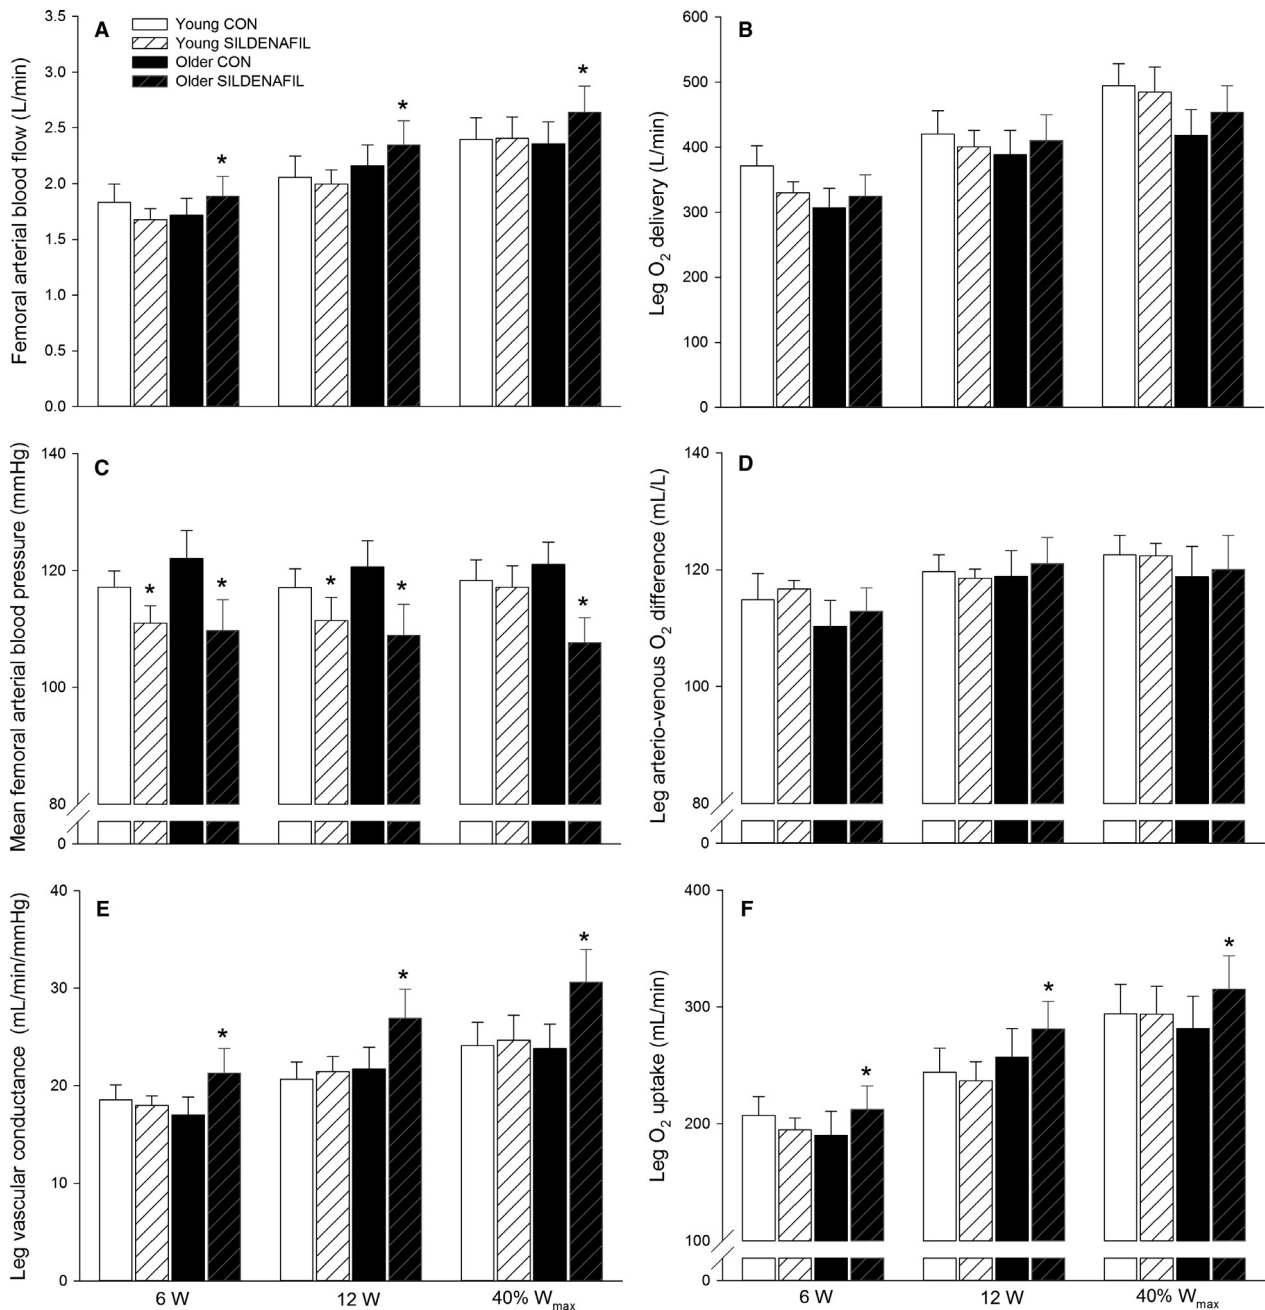 A
Young CON
Young SILDENAFIL
Older CON
Older SILDENAFIL
Femoral arterial blood flow (L/min)
3.5
3.0
2.5
2.0
1.5
1.0
0.5
0.0
*
*
*
B
Leg O2 delivery (L/min)
600
500
400
300
200
100
0
C
Mean femoral arterial blood pressure (mmHg)
140
120
100
80
0
*
*
*
*
*
D
Leg arterio-venous O2 difference (mL/L)
140
120
100
80
0
E
Leg vascular conductance (mL/min/mmHg)
40
30
20
10
0
*
*
*
6 W
12 W
40% Wmax
F
Leg O2 uptake (mL/min)
400
300
200
100
0
*
*
*
6 W
12 W
40% Wmax